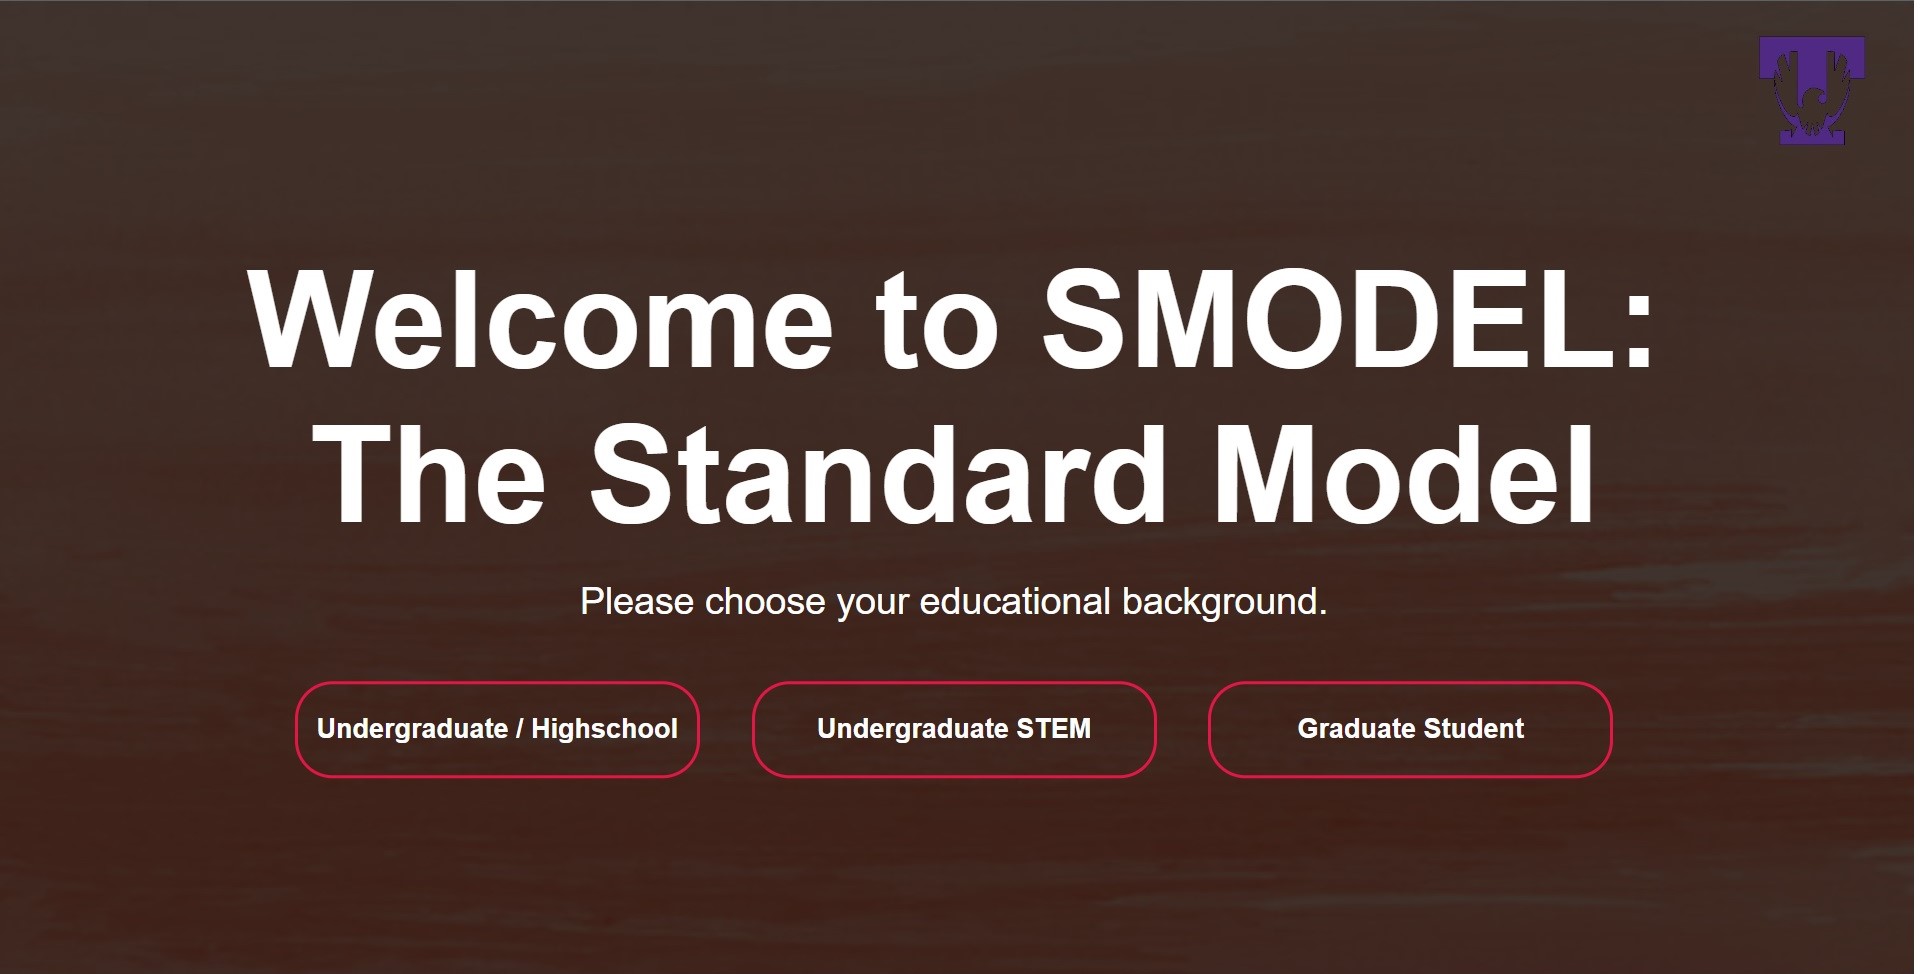 Welcome to SMODEL:
The Standard Model
Please choose your educational background.
Undergraduate / Highschool
Undergraduate STEM
Graduate Student